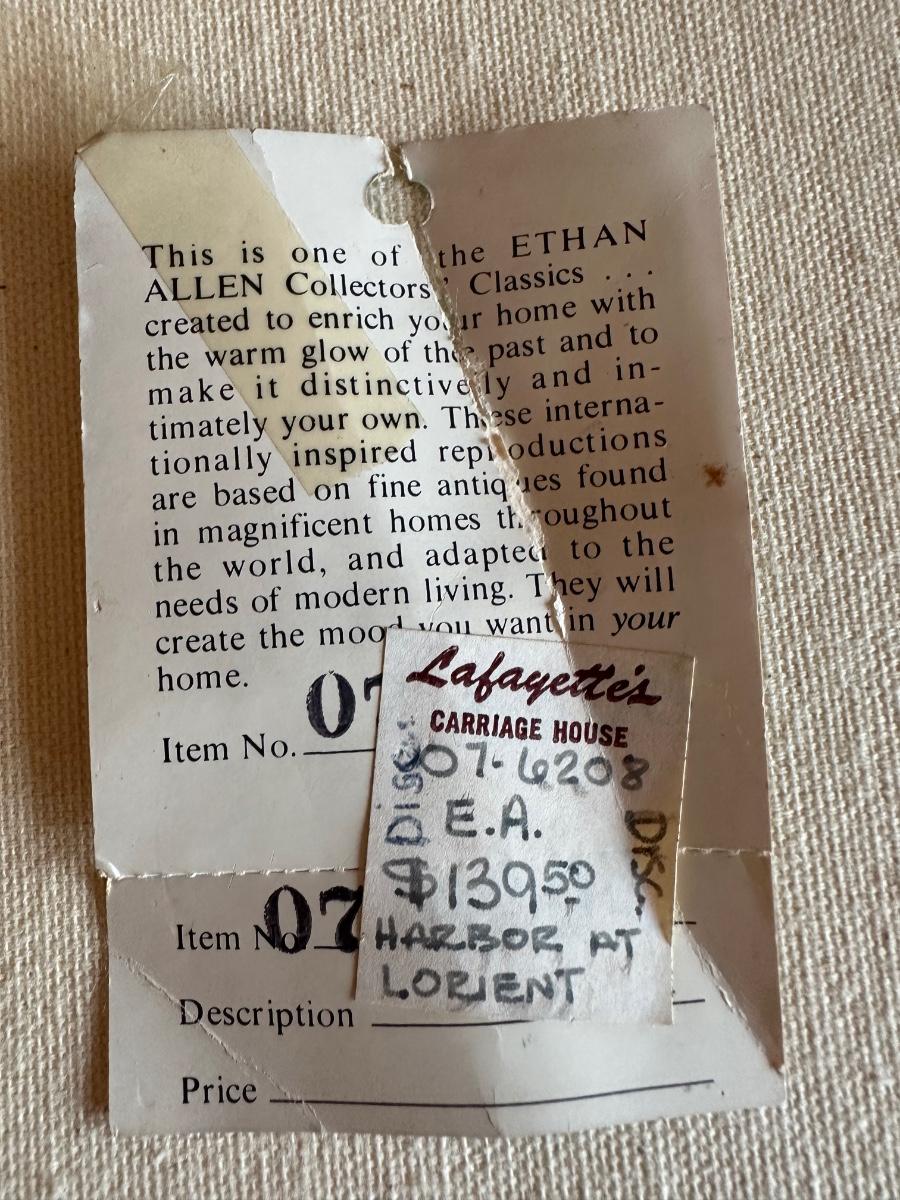 This is one of the ETHAN
ALLEN Collectors' Classics . . .
created to enrich your home with
the warm glow of the past and to
make it distinctively and in-
timately your own. These interna-
tionally inspired reproductions
are based on fine antiques found
in magnificent homes throughout
the world, and adapted to the
needs of modern living. They will
create the mood you want in your
home.
Item No. 07
Lafayette's
CARRIAGE HOUSE
07-6208
E.A.
$139.50
HARBOR AT
LORIENT
Disc.
Disc.
Item No. 07
Description
Price